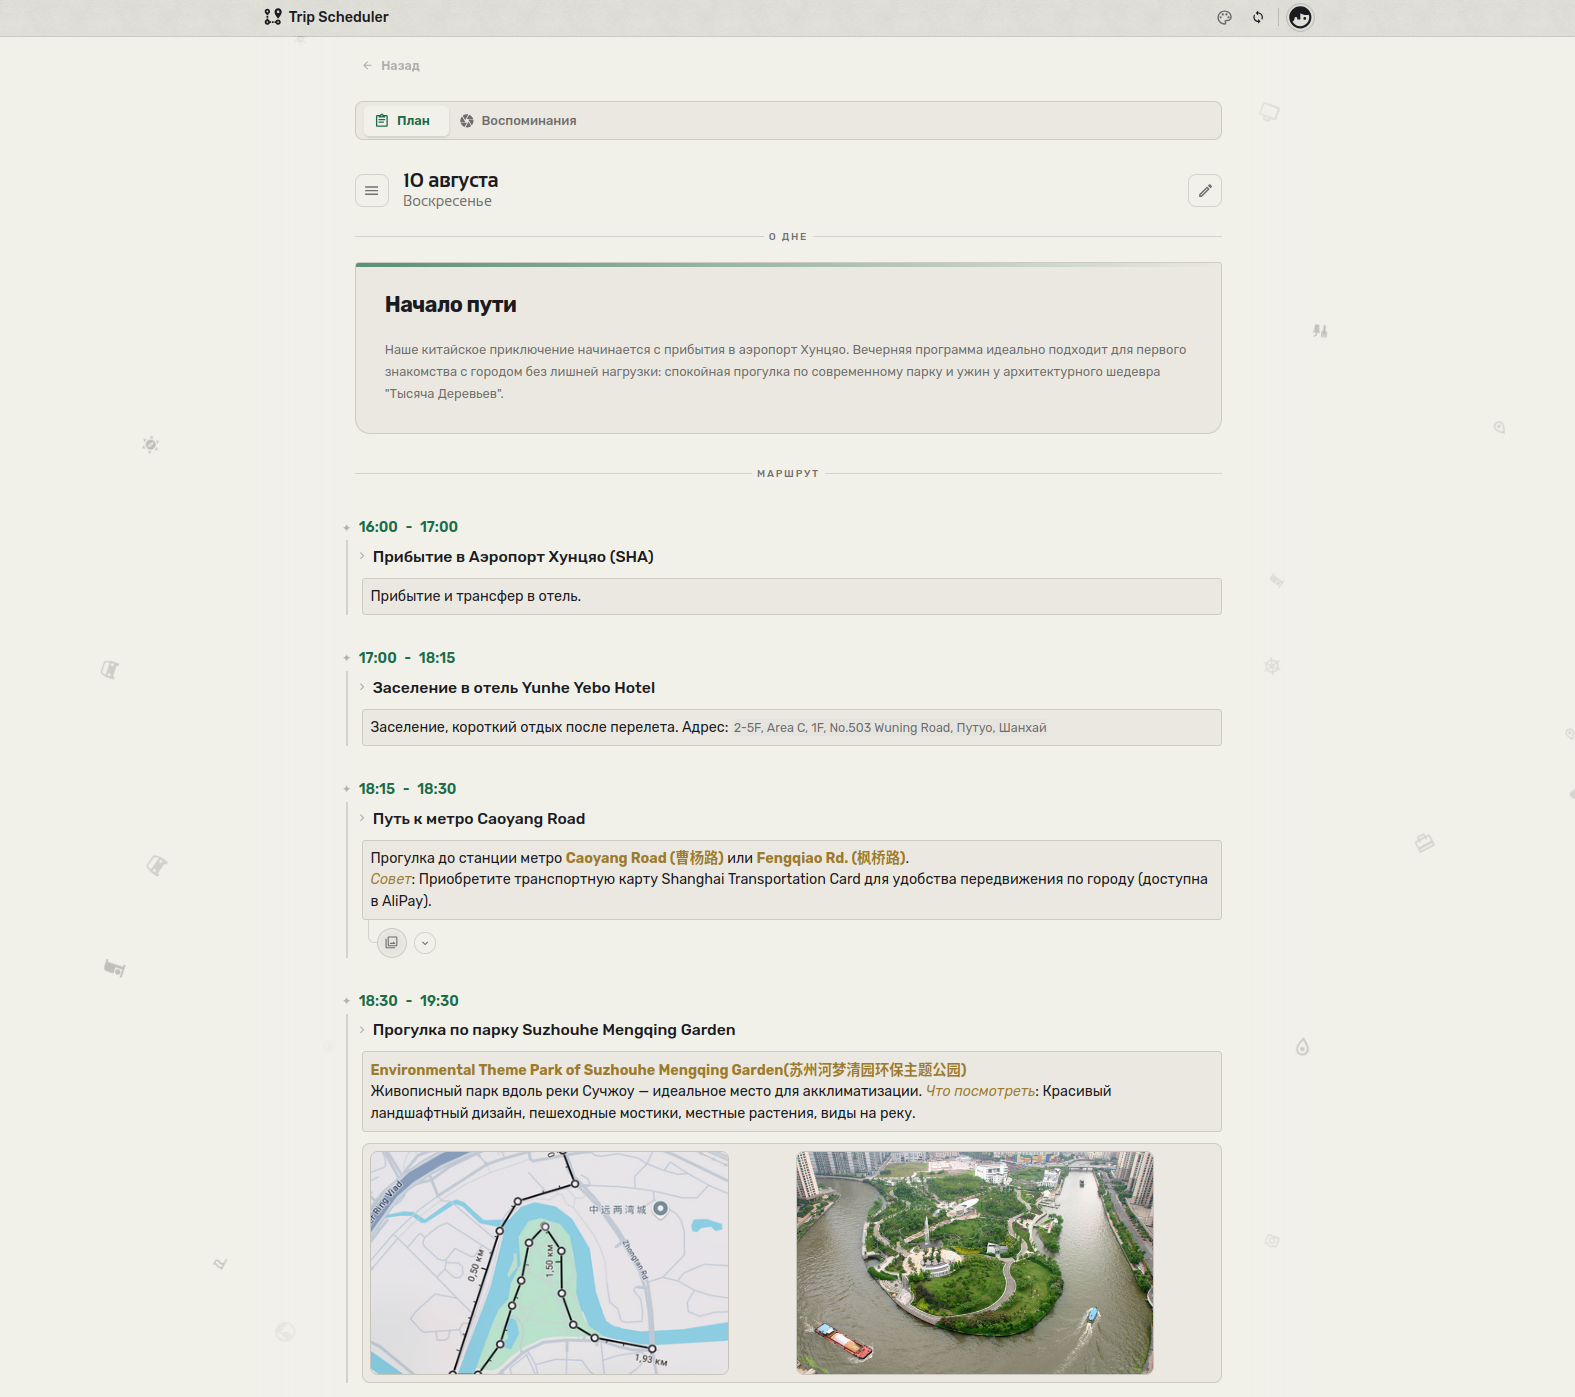 Trip Scheduler
Назад
План
Воспоминания
10 августа
Воскресенье
О ДНЕ
Начало пути
Наше китайское приключение начинается с прибытия в аэропорт Хунцяо. Вечерняя программа идеально подходит для первого
знакомства с городом без лишней нагрузки: спокойная прогулка по современному парку и ужин у архитектурного шедевра
"Тысяча Деревьев".
МАРШРУТ
16:00 - 17:00
Прибытие в Аэропорт Хунцяо (SHA)
Прибытие и трансфер в отель.
17:00 - 18:15
Заселение в отель Yunhe Yebo Hotel
Заселение, короткий отдых после перелета. Адрес: 2-5F, Area C, 1F, No.503 Wuning Road, Путуо, Шанхай
18:15 - 18:30
Путь к метро Caoyang Road
Прогулка до станции метро Caoyang Road (曹杨路) или Fengqiao Rd. (枫桥路).
Совет: Приобретите транспортную карту Shanghai Transportation Card для удобства передвижения по городу (доступна
в AliPay).
18:30 - 19:30
Прогулка по парку Suzhouhe Mengqing Garden
Environmental Theme Park of Suzhouhe Mengqing Garden(苏州河梦清园环保主题公园)
Живописный парк вдоль реки Сучжоу — идеальное место для акклиматизации. Что посмотреть: Красивый
ландшафтный дизайн, пешеходные мостики, местные растения, виды на реку.
Ring Viad
中远两湾城
Zhongtan Rd
0,50 км
1,50 км
1,93 км